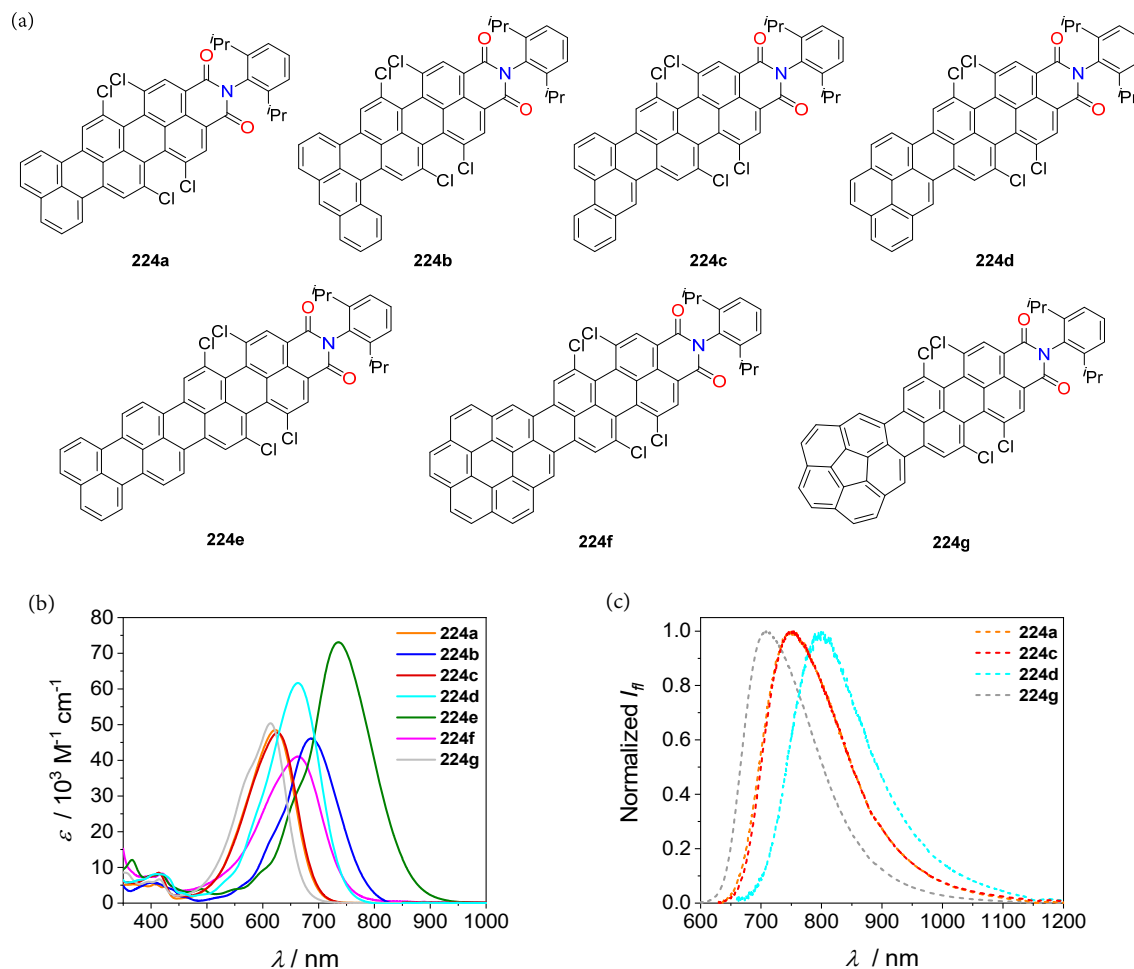 (a)
iPr
O
N
iPr
O
Cl
Cl
Cl
Cl
224a
iPr
O
N
iPr
O
Cl
Cl
Cl
Cl
224b
iPr
O
N
iPr
O
Cl
Cl
Cl
Cl
224c
iPr
O
N
iPr
O
Cl
Cl
Cl
Cl
224d
iPr
O
N
iPr
O
Cl
Cl
Cl
Cl
224e
iPr
O
N
iPr
O
Cl
Cl
Cl
Cl
224f
iPr
O
N
iPr
O
Cl
Cl
Cl
Cl
224g
(b)
ε / 10³ M⁻¹ cm⁻¹
80
70
60
50
40
30
20
10
0
224a
224b
224c
224d
224e
224f
224g
400 500 600 700 800 900 1000
λ / nm
(c)
Normalized Ifl
1.0
0.8
0.6
0.4
0.2
0.0
224a
224c
224d
224g
600 700 800 900 1000 1100 1200
λ / nm